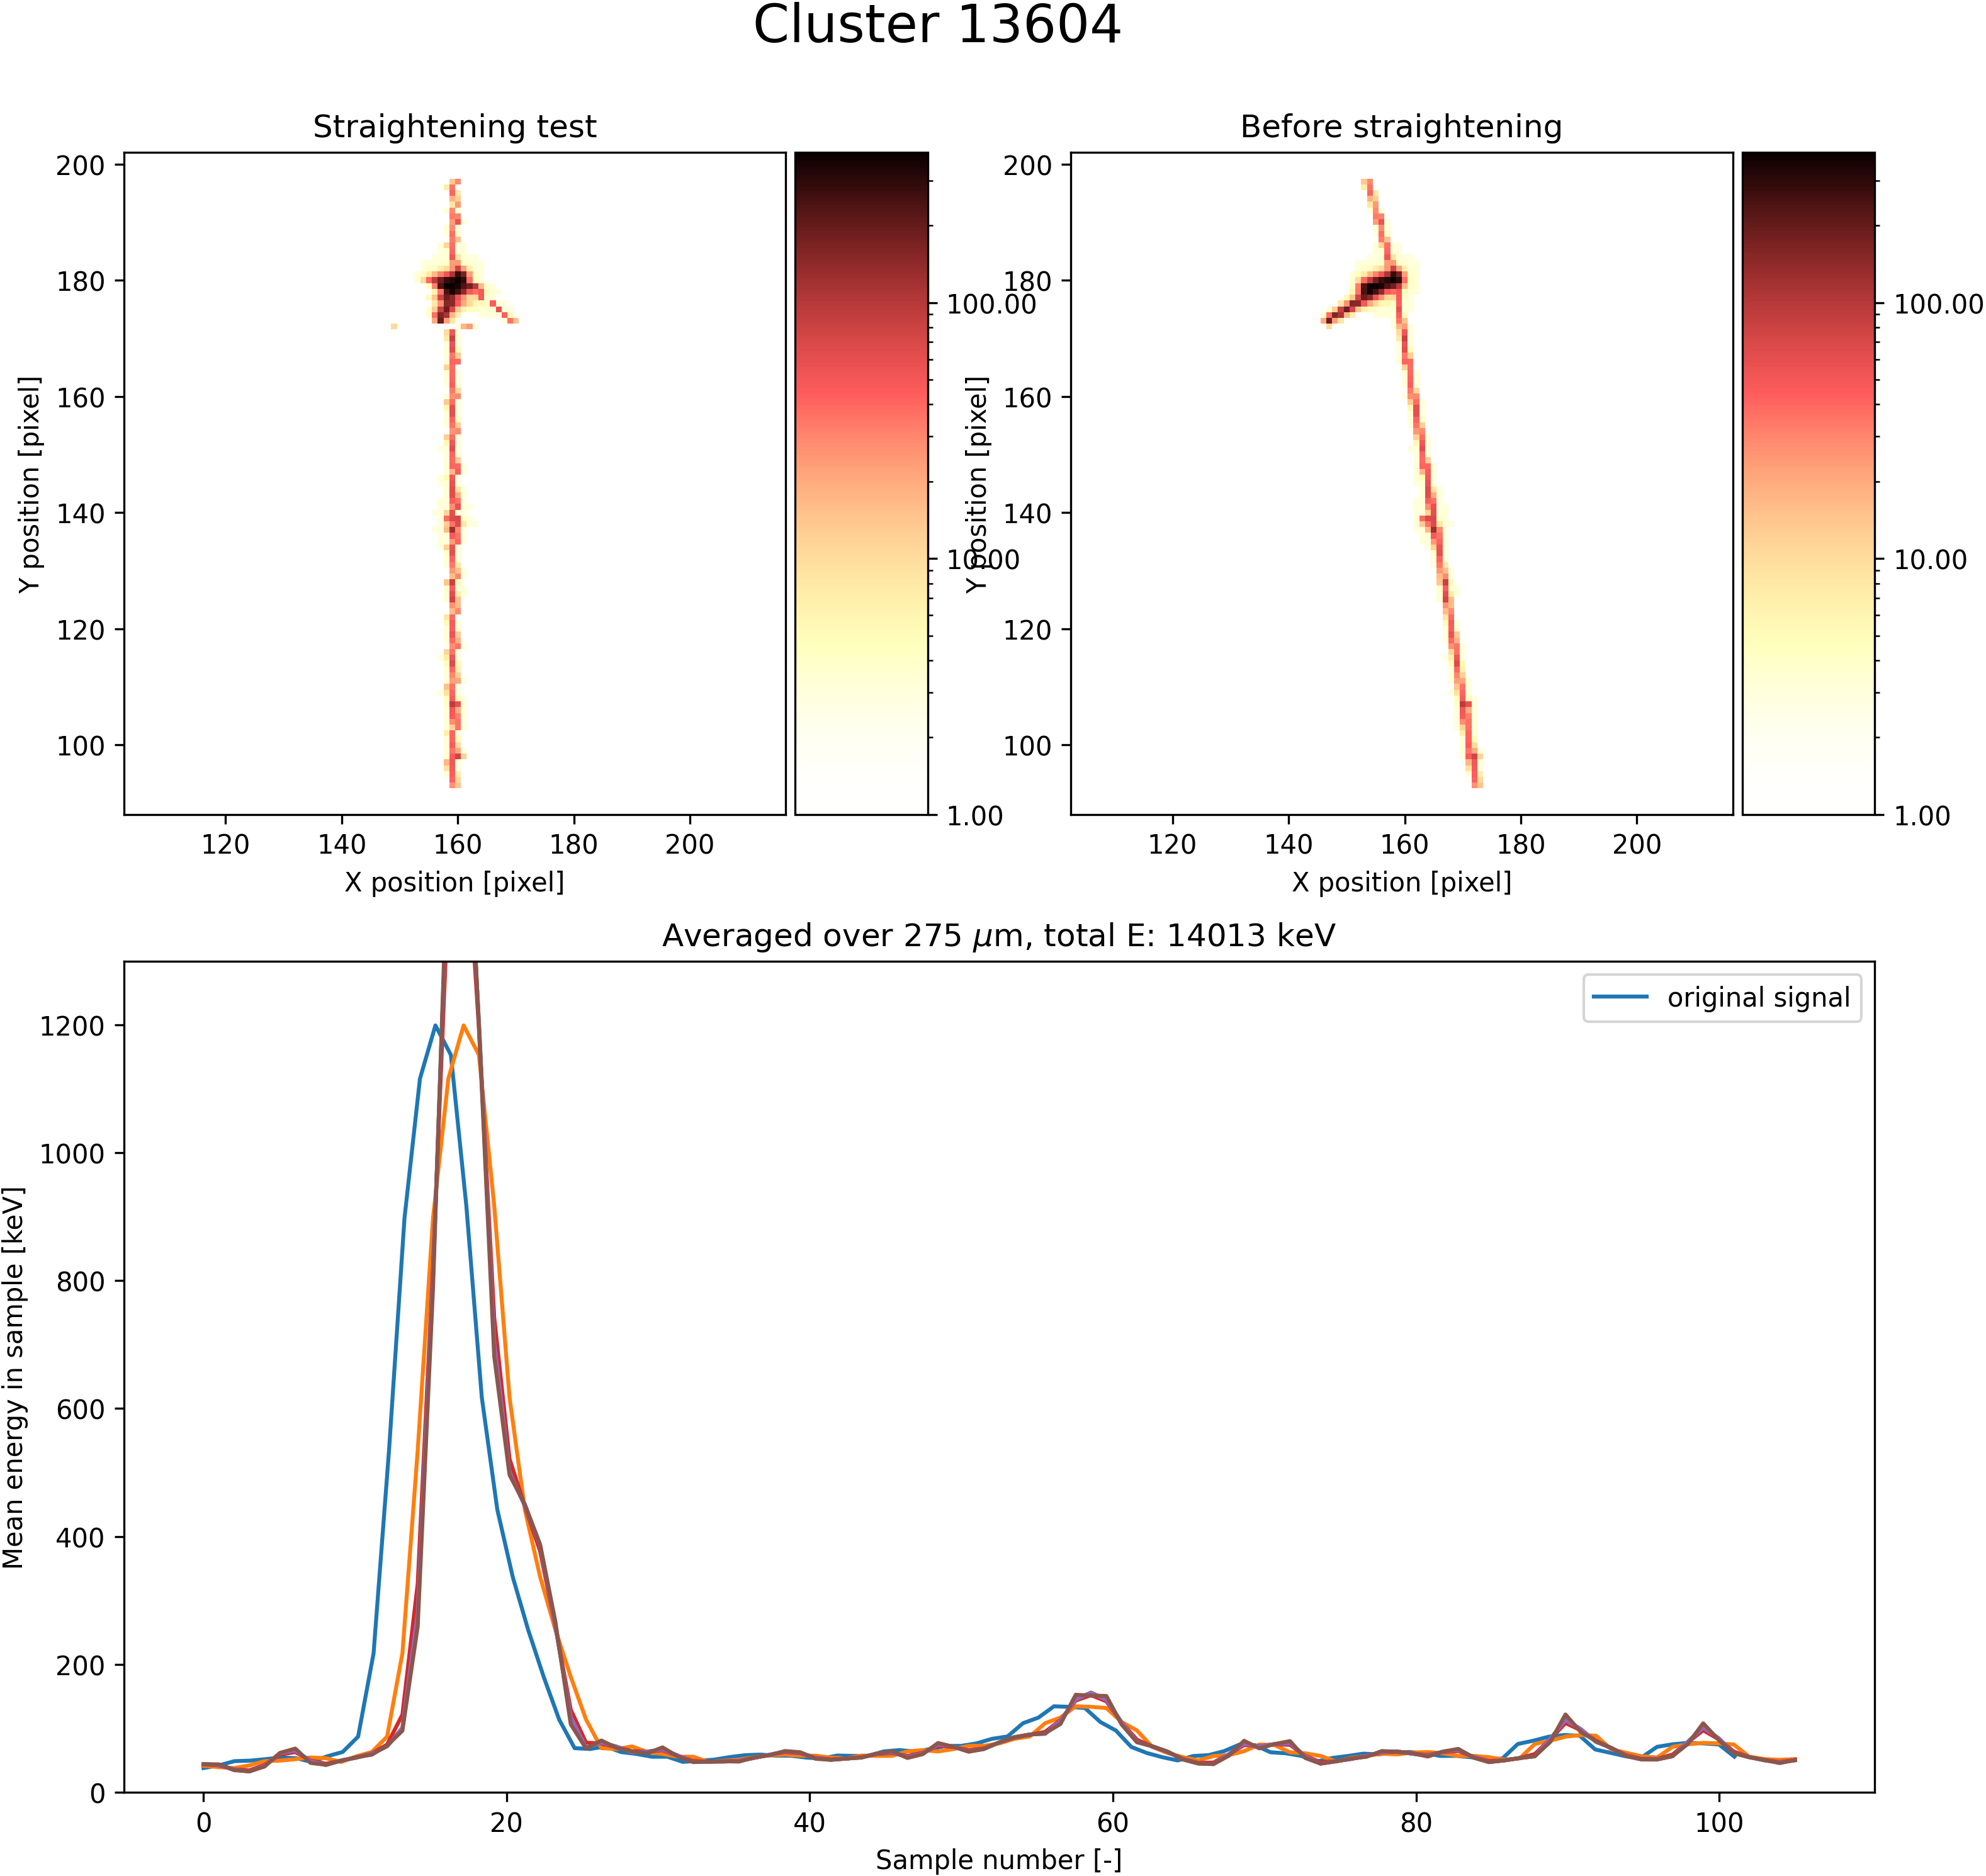 Cluster 13604
Straightening test
Before straightening
200
180
160
140
120
100
Y position [pixel]
120 140 160 180 200
X position [pixel]
100.00
10.00
1.00
200
180
160
140
120
100
Y position [pixel]
120 140 160 180 200
X position [pixel]
100.00
10.00
1.00
Averaged over 275 μm, total E: 14013 keV
original signal
1200
1000
800
600
400
200
0
Mean energy in sample [keV]
0 20 40 60 80 100
Sample number [-]